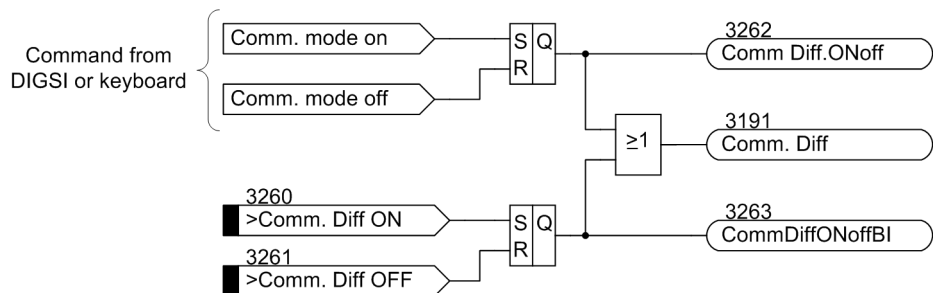 Command from
DIGSI or keyboard
Comm. mode on
Comm. mode off
S Q
R
3262
Comm Diff.ONoff
≥1
3191
Comm. Diff
3260
>Comm. Diff ON
3261
>Comm. Diff OFF
S Q
R
3263
CommDiffONoffBI